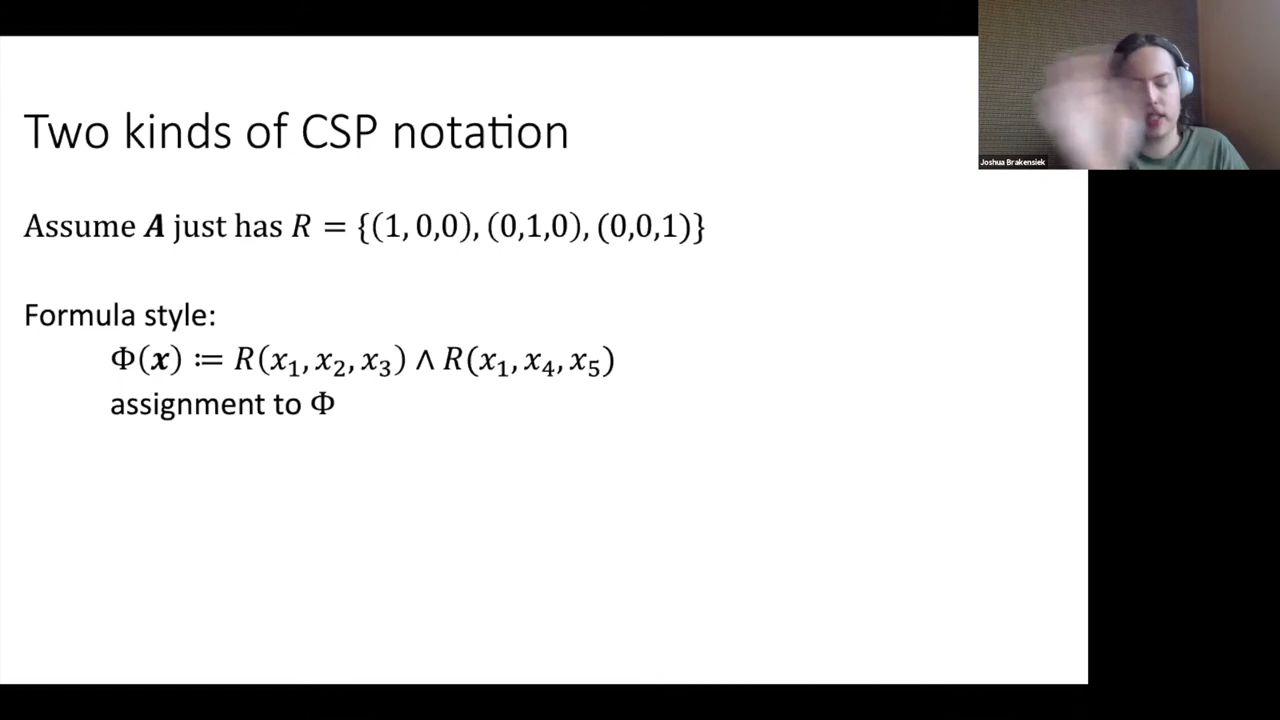 Joshua Brakensiek
Two kinds of CSP notation
Assume A just has R = {(1, 0,0), (0,1,0), (0,0,1)}
Formula style:
Φ(x) ≔ R(x₁, x₂, x₃) ∧ R(x₁, x₄, x₅)
assignment to Φ